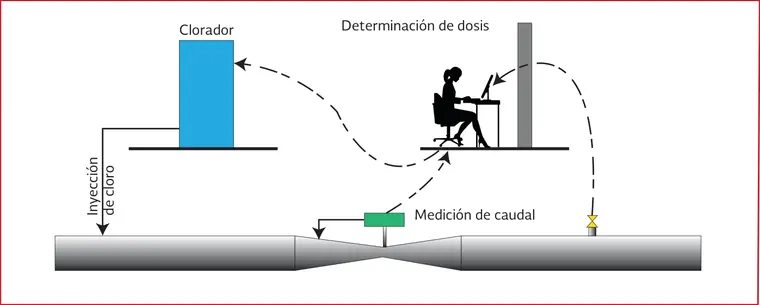 Clorador
Determinación de dosis
Inyección
de cloro
Medición de caudal